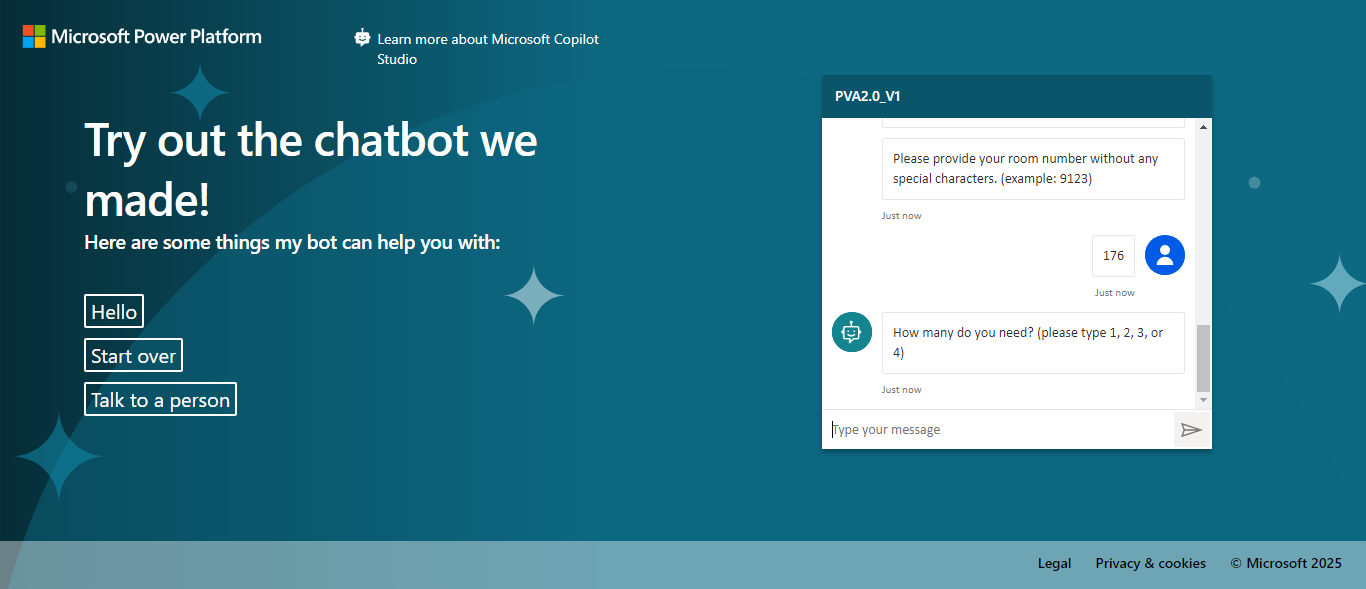 Microsoft Power Platform
Learn more about Microsoft Copilot
Studio
Try out the chatbot we
made!
Here are some things my bot can help you with:
Hello
Start over
Talk to a person
PVA2.0_V1
Please provide your room number without any
special characters. (example: 9123)
Just now
176
Just now
How many do you need? (please type 1, 2, 3, or
4)
Just now
Type your message
Legal
Privacy & cookies
© Microsoft 2025